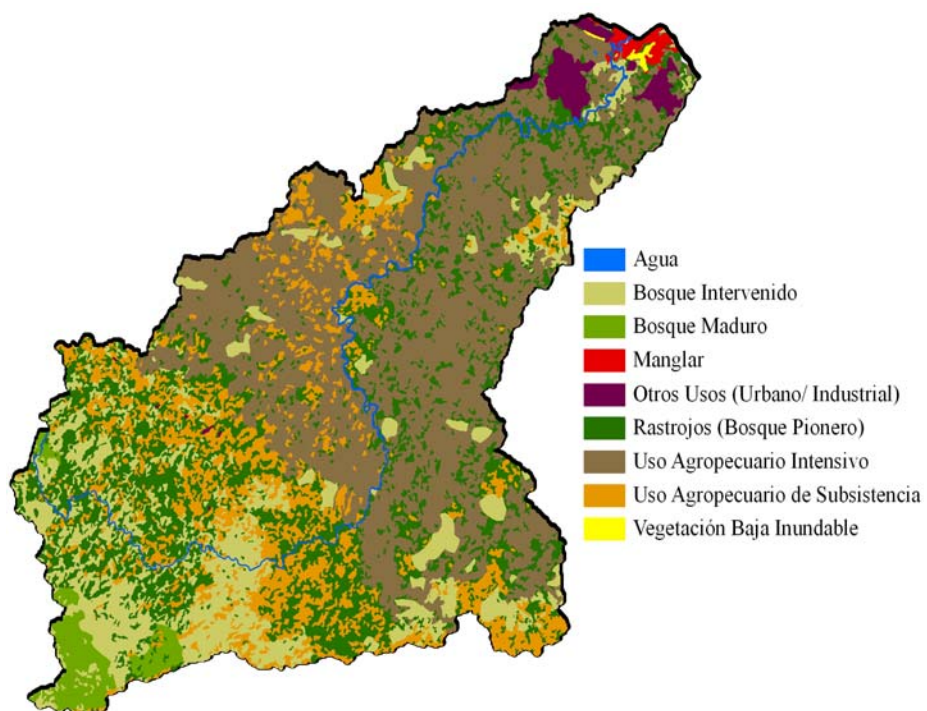 Agua
Bosque Intervenido
Bosque Maduro
Manglar
Otros Usos (Urbano/ Industrial)
Rastrojos (Bosque Pionero)
Uso Agropecuario Intensivo
Uso Agropecuario de Subsistencia
Vegetación Baja Inundable